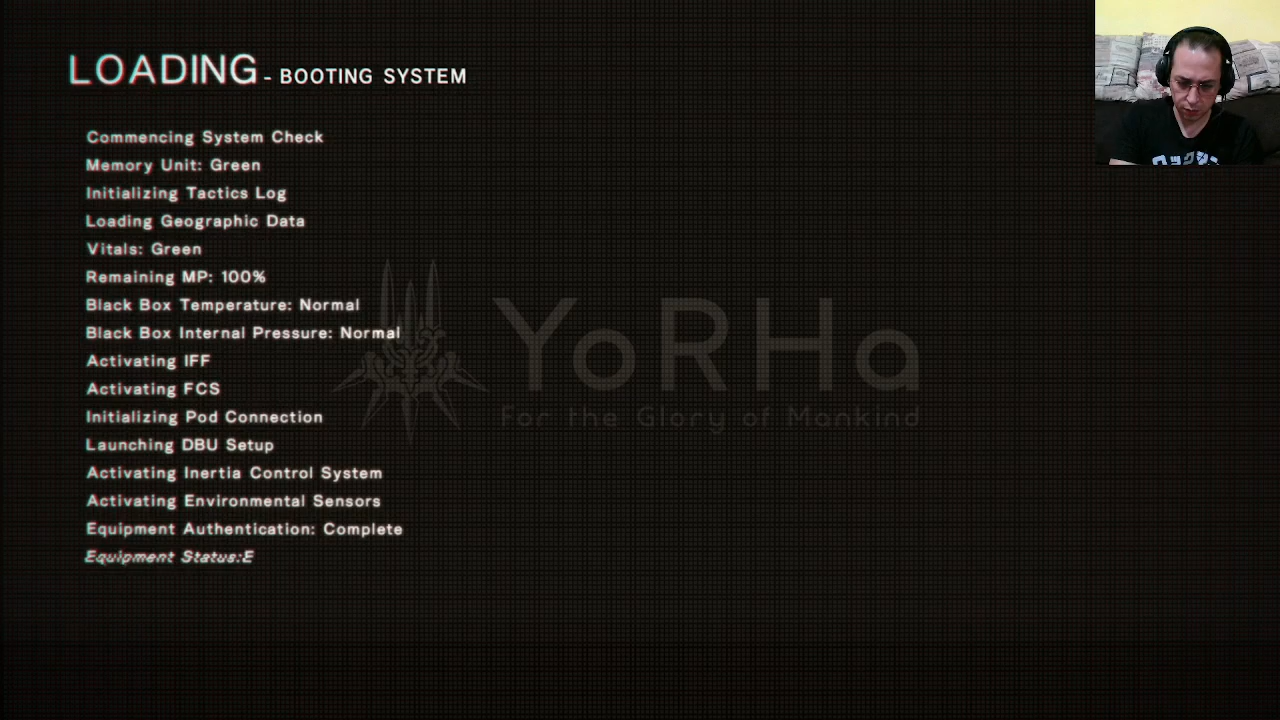 LOADING - BOOTING SYSTEM
Commencing System Check
Memory Unit: Green
Initializing Tactics Log
Loading Geographic Data
Vitals: Green
Remaining MP: 100%
Black Box Temperature: Normal
Black Box Internal Pressure: Normal
Activating IFF
Activating FCS
Initializing Pod Connection
Launching DBU Setup
Activating Inertia Control System
Activating Environmental Sensors
Equipment Authentication: Complete
Equipment Status:E
YoRHa
For the Glory of Mankind